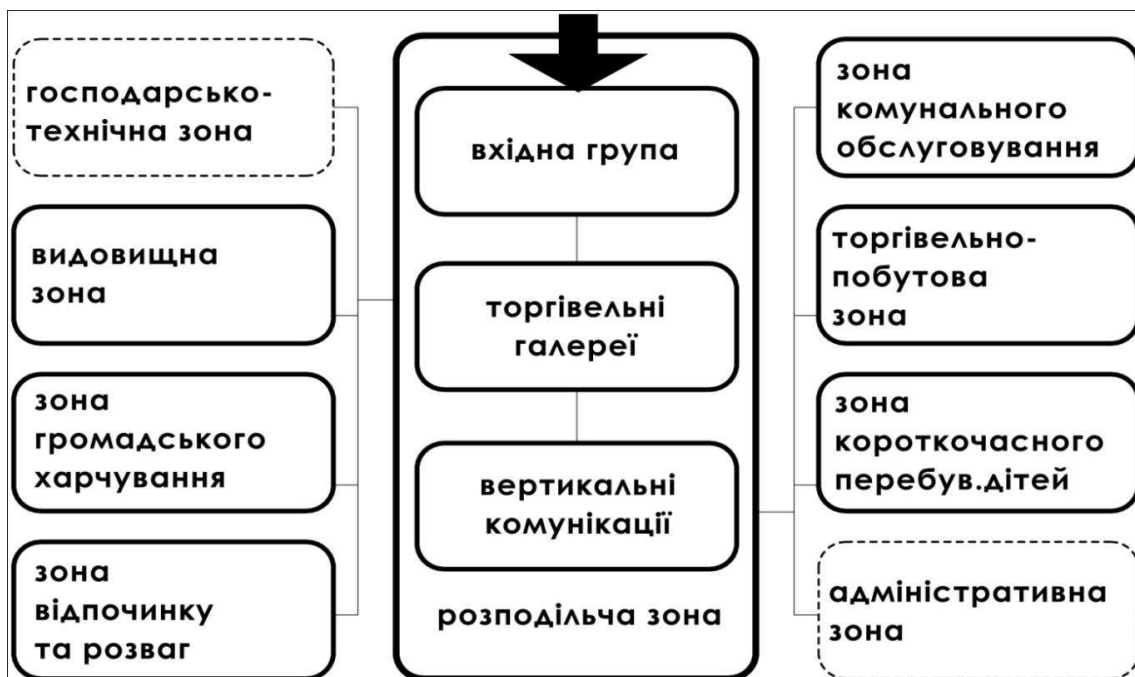 господарсько-
технічна зона
видовищна
зона
зона
громадського
харчування
зона
відпочинку
та розваг
вхідна група
торгівельні
галереї
вертикальні
комунікації
розподільча зона
зона
комунального
обслуговування
торгівельно-
побутова
зона
зона
короткочасного
перебув.дітей
адміністративна
зона